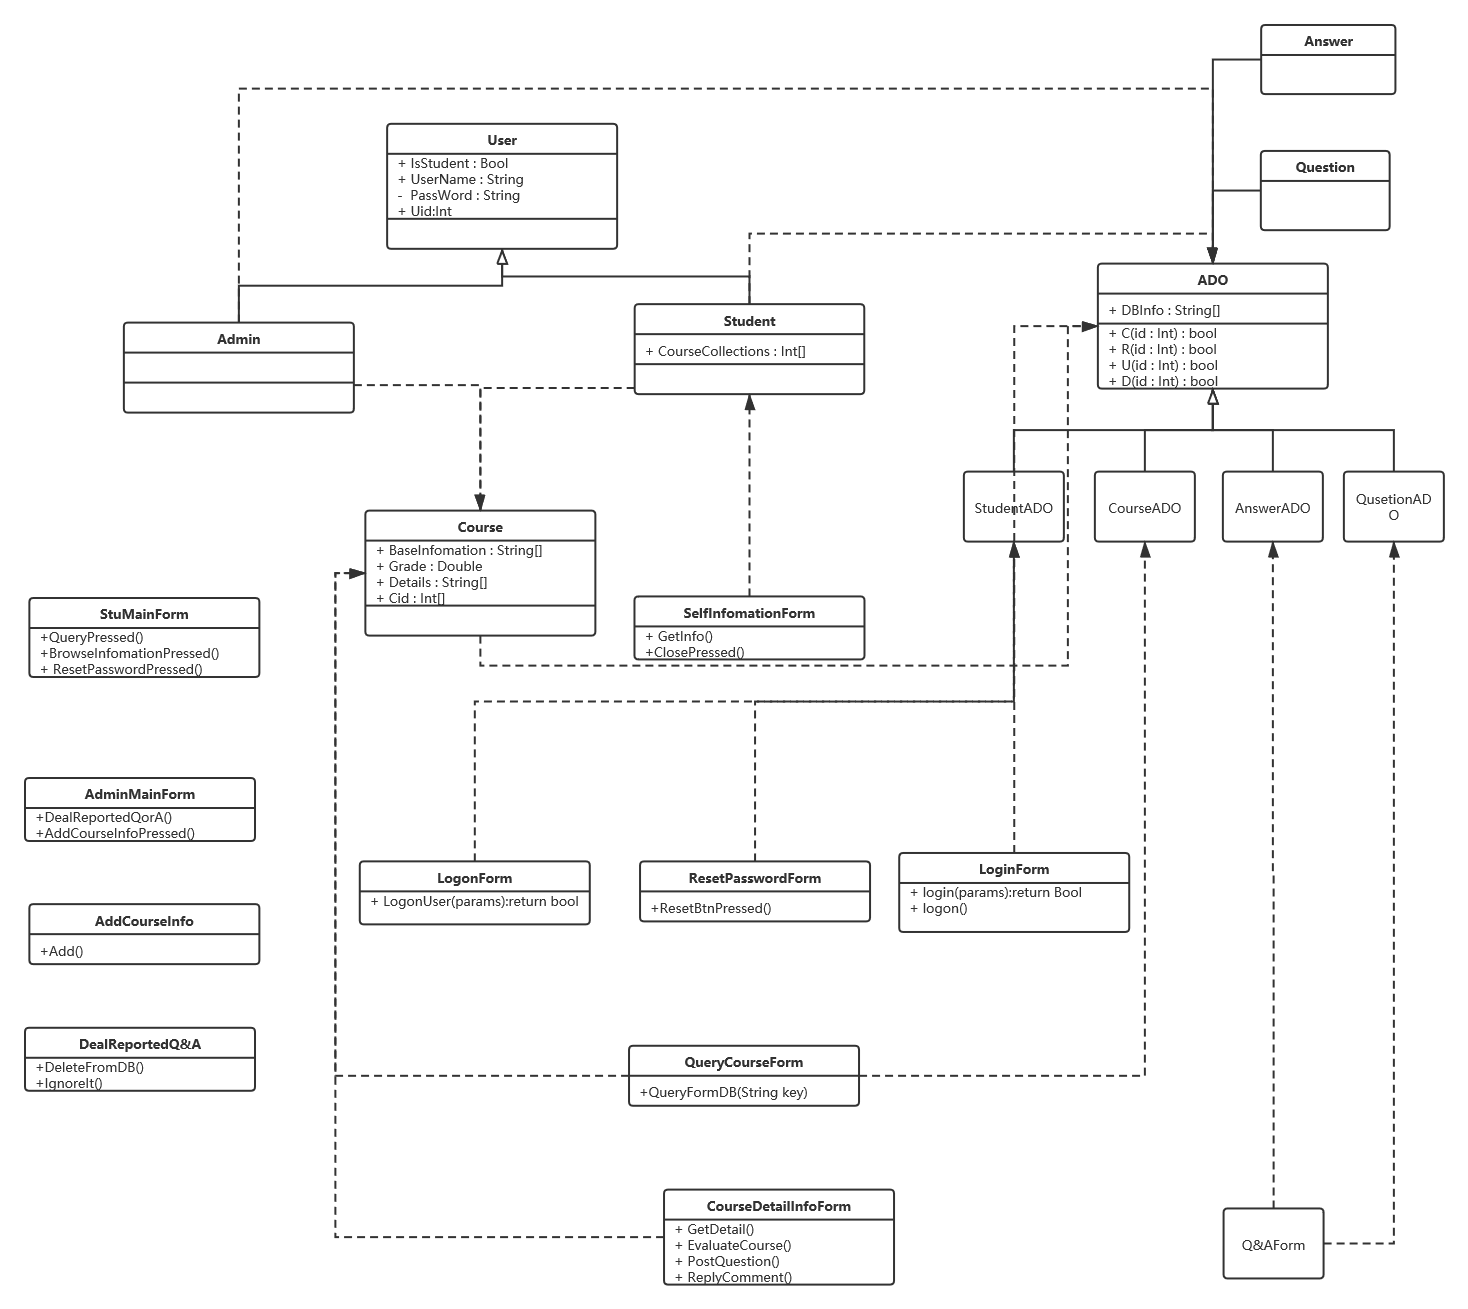 Answer
User
+ IsStudent : Bool
+ UserName : String
- PassWord : String
+ Uid:Int
Question
ADO
+ DBInfo : String[]
+ C(id : Int) : bool
+ R(id : Int) : bool
+ U(id : Int) : bool
+ D(id : Int) : bool
Admin
Student
+ CourseCollections : Int[]
StudentADO
CourseADO
AnswerADO
QusetionAD
O
Course
+ BaseInfomation : String[]
+ Grade : Double
+ Details : String[]
+ Cid : Int[]
StuMainForm
+QueryPressed()
+BrowseInfomationPressed()
+ ResetPasswordPressed()
SelfInfomationForm
+ GetInfo()
+ClosePressed()
AdminMainForm
+DealReportedQorA()
+AddCourseInfoPressed()
LogonForm
+ LogonUser(params):return bool
ResetPasswordForm
+ResetBtnPressed()
LoginForm
+ login(params):return Bool
+ logon()
AddCourseInfo
+Add()
DealReportedQ&A
+DeleteFromDB()
+IgnoreIt()
QueryCourseForm
+QueryFormDB(String key)
CourseDetailInfoForm
+ GetDetail()
+ EvaluateCourse()
+ PostQuestion()
+ ReplyComment()
Q&AForm